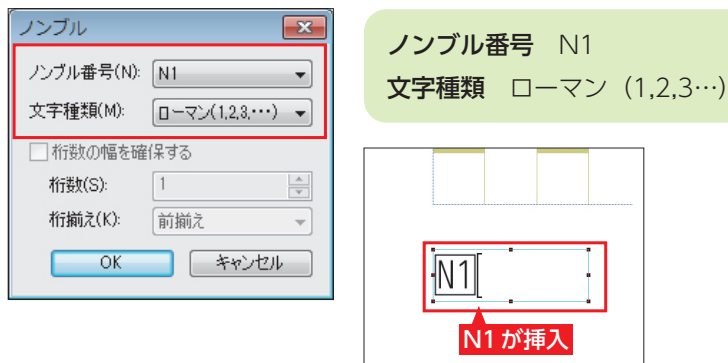 ノンブル
ノンブル番号(N): N1
文字種類(M): ローマン(1,2,3,･･･)
桁数の幅を確保する
桁数(S): 1
桁揃え(K): 前揃え
OK キャンセル
ノンブル番号 N1
文字種類 ローマン（1,2,3…）
N1
N1 が挿入